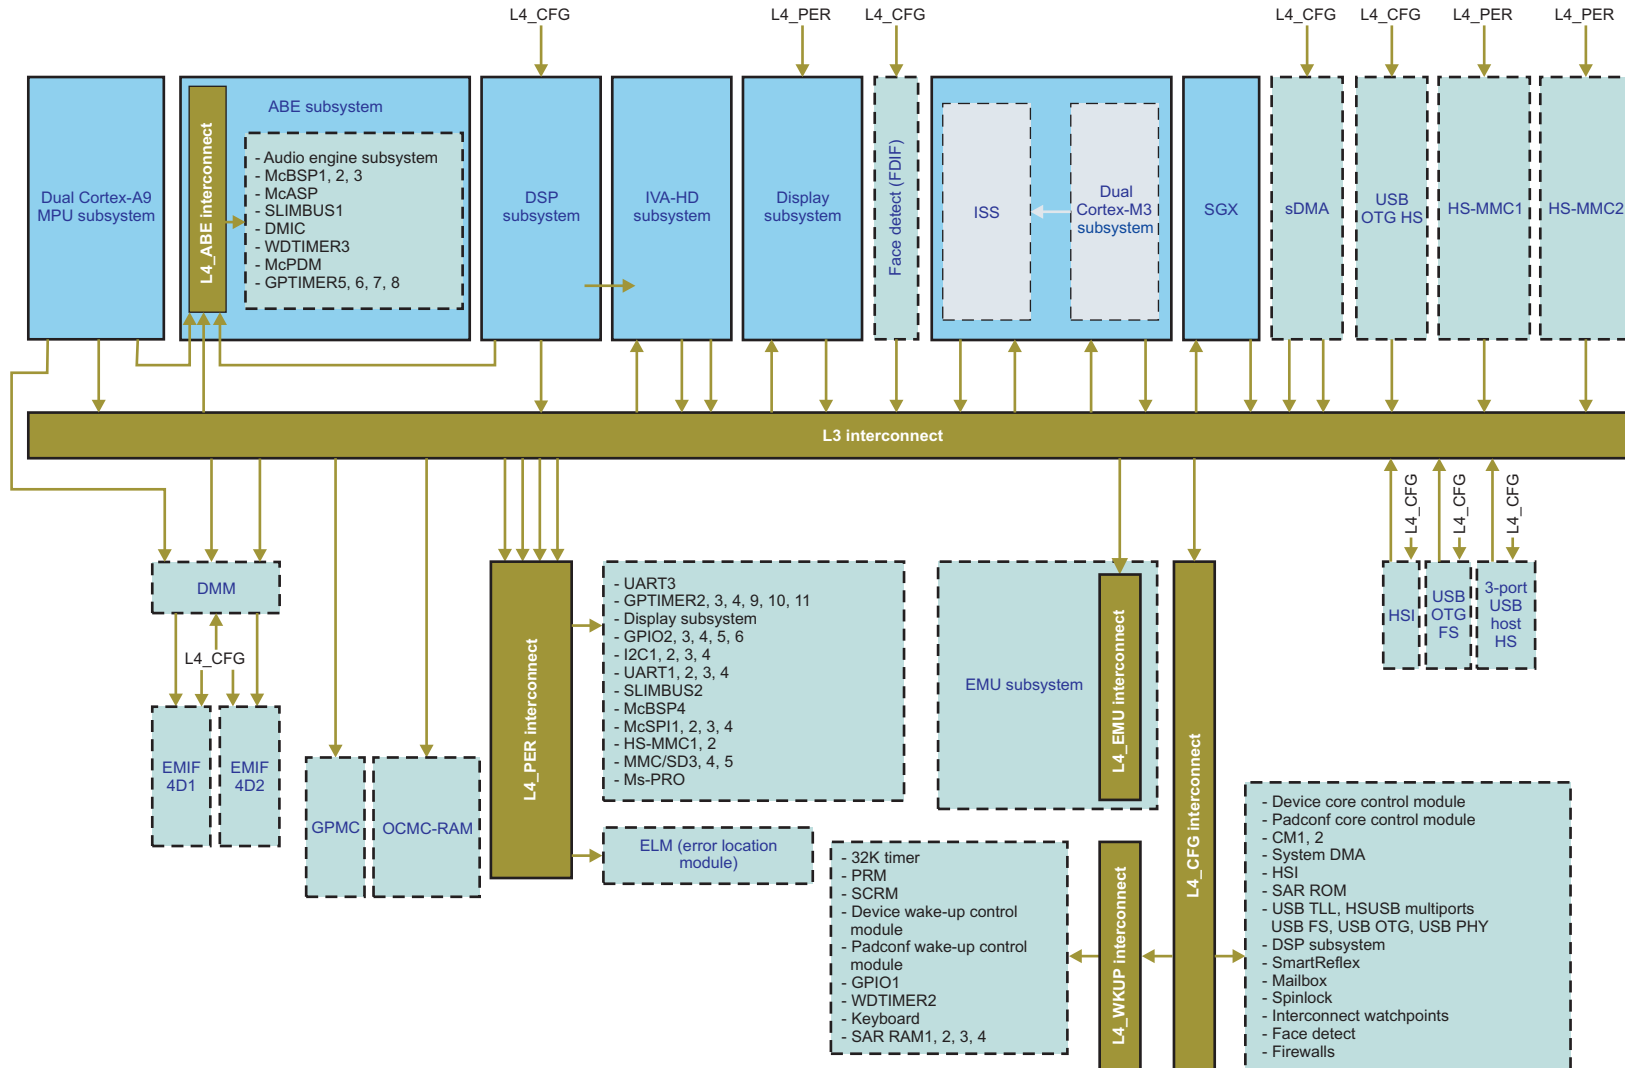 L4_CFG
L4_PER
L4_CFG
L4_CFG
L4_CFG
L4_PER
L4_PER
Dual Cortex-A9
MPU subsystem
ABE subsystem
L4_ABE interconnect
- Audio engine subsystem
- McBSP1, 2, 3
- McASP
- SLIMBUS1
- DMIC
- WDTIMER3
- McPDM
- GPTIMER5, 6, 7, 8
DSP
subsystem
IVA-HD
subsystem
Display
subsystem
Face detect (FDIF)
ISS
Dual
Cortex-M3
subsystem
SGX
sDMA
USB
OTG HS
HS-MMC1
HS-MMC2
L3 interconnect
L4_CFG
L4_CFG
L4_CFG
HSI
USB
OTG
FS
3-port
USB
host
HS
DMM
L4_CFG
EMIF
4D1
EMIF
4D2
GPMC
OCMC-RAM
L4_PER interconnect
- UART3
- GPTIMER2, 3, 4, 9, 10, 11
- Display subsystem
- GPIO2, 3, 4, 5, 6
- I2C1, 2, 3, 4
- UART1, 2, 3, 4
- SLIMBUS2
- McBSP4
- McSPI1, 2, 3, 4
- HS-MMC1, 2
- MMC/SD3, 4, 5
- Ms-PRO
ELM (error location
module)
EMU subsystem
L4_EMU interconnect
L4_CFG interconnect
L4_WKUP interconnect
- 32K timer
- PRM
- SCRM
- Device wake-up control
module
- Padconf wake-up control
module
- GPIO1
- WDTIMER2
- Keyboard
- SAR RAM1, 2, 3, 4
- Device core control module
- Padconf core control module
- CM1, 2
- System DMA
- HSI
- SAR ROM
- USB TLL, HSUSB multiports
USB FS, USB OTG, USB PHY
- DSP subsystem
- SmartReflex
- Mailbox
- Spinlock
- Interconnect watchpoints
- Face detect
- Firewalls